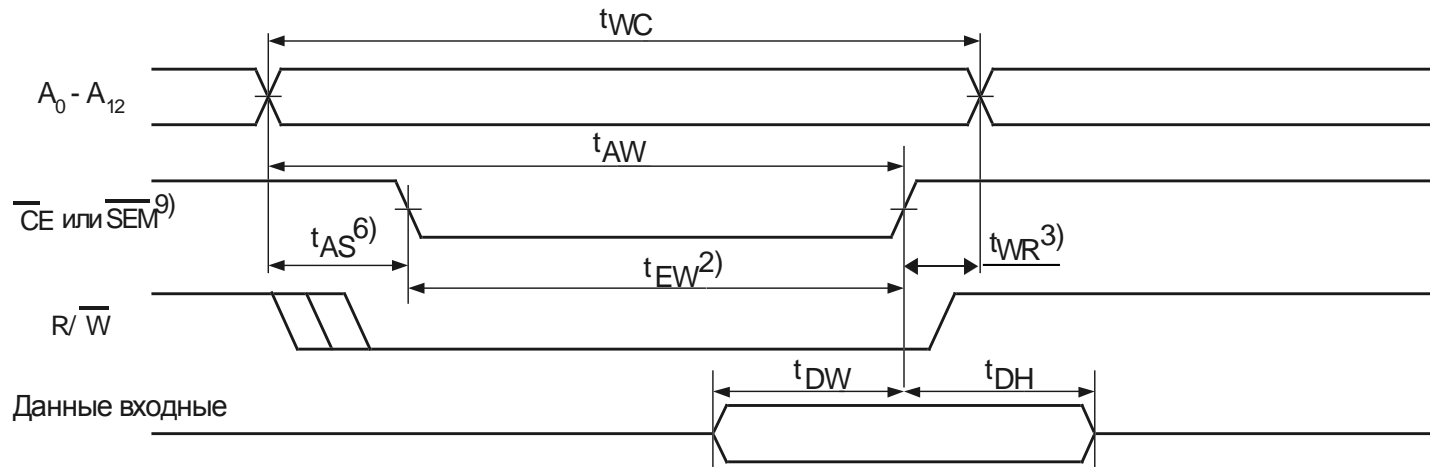 tWC
A0 - A12
tAW
CE или SEM9)
tAS6)
tWR3)
tEW2)
R/ W
tDW
tDH
Данные входные